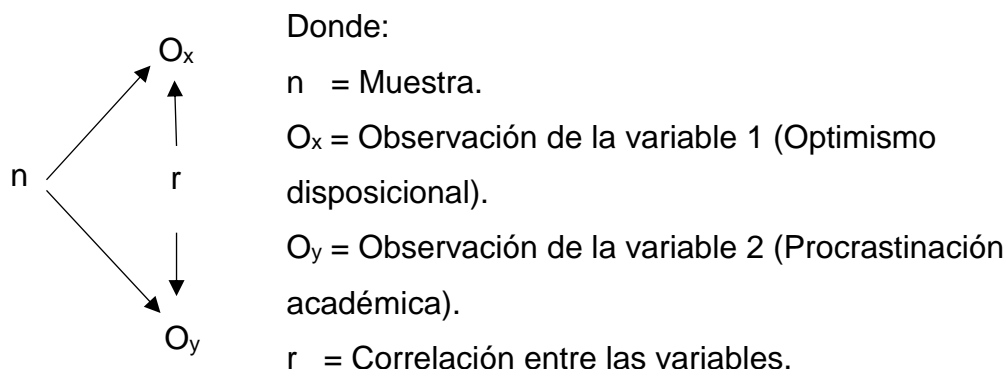 Donde:
Oₓ
n = Muestra.
Oₓ = Observación de la variable 1 (Optimismo
n
r
disposicional).
Oᵧ = Observación de la variable 2 (Procrastinación
académica).
Oᵧ
r = Correlación entre las variables.